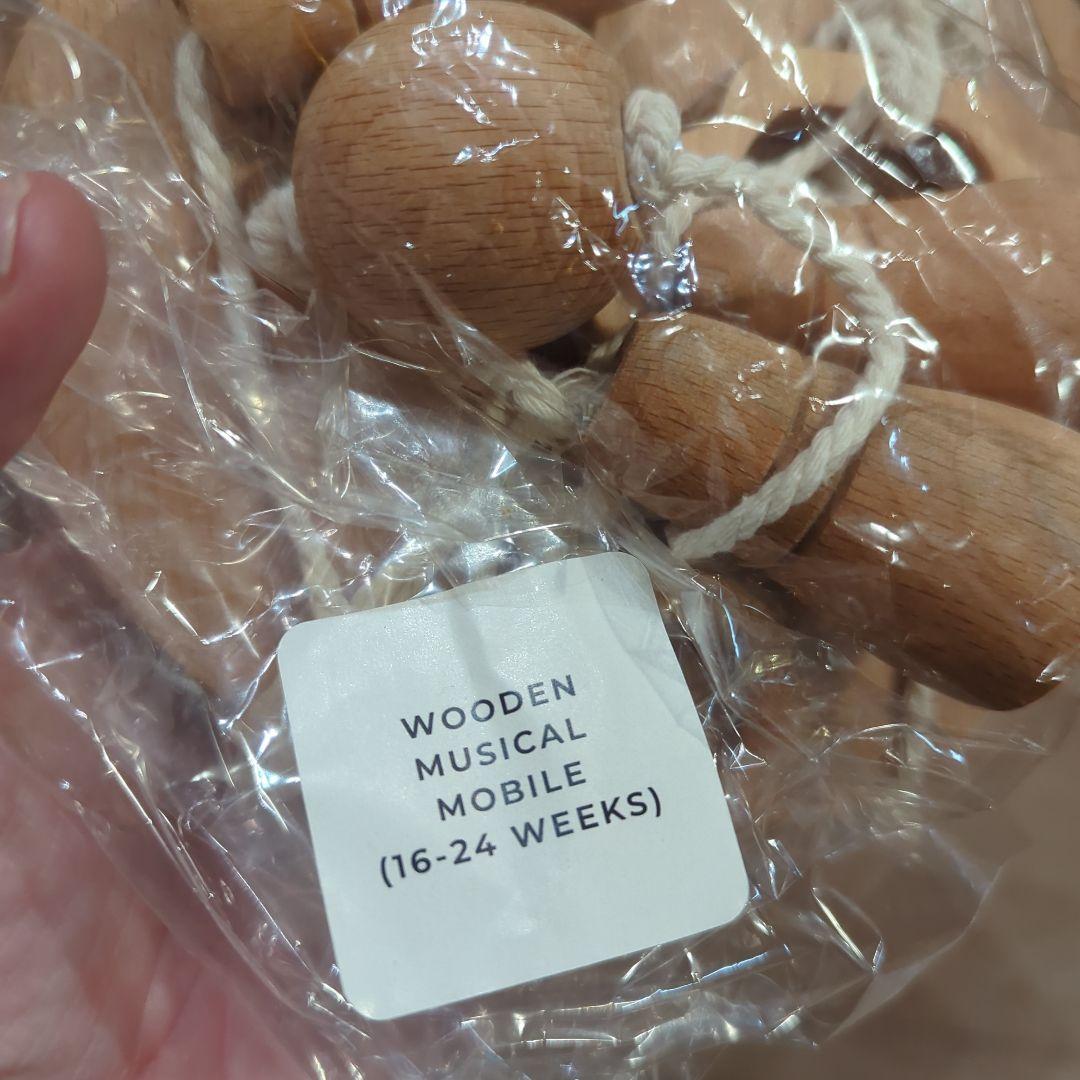 WOODEN
MUSICAL
MOBILE
(16-24 WEEKS)